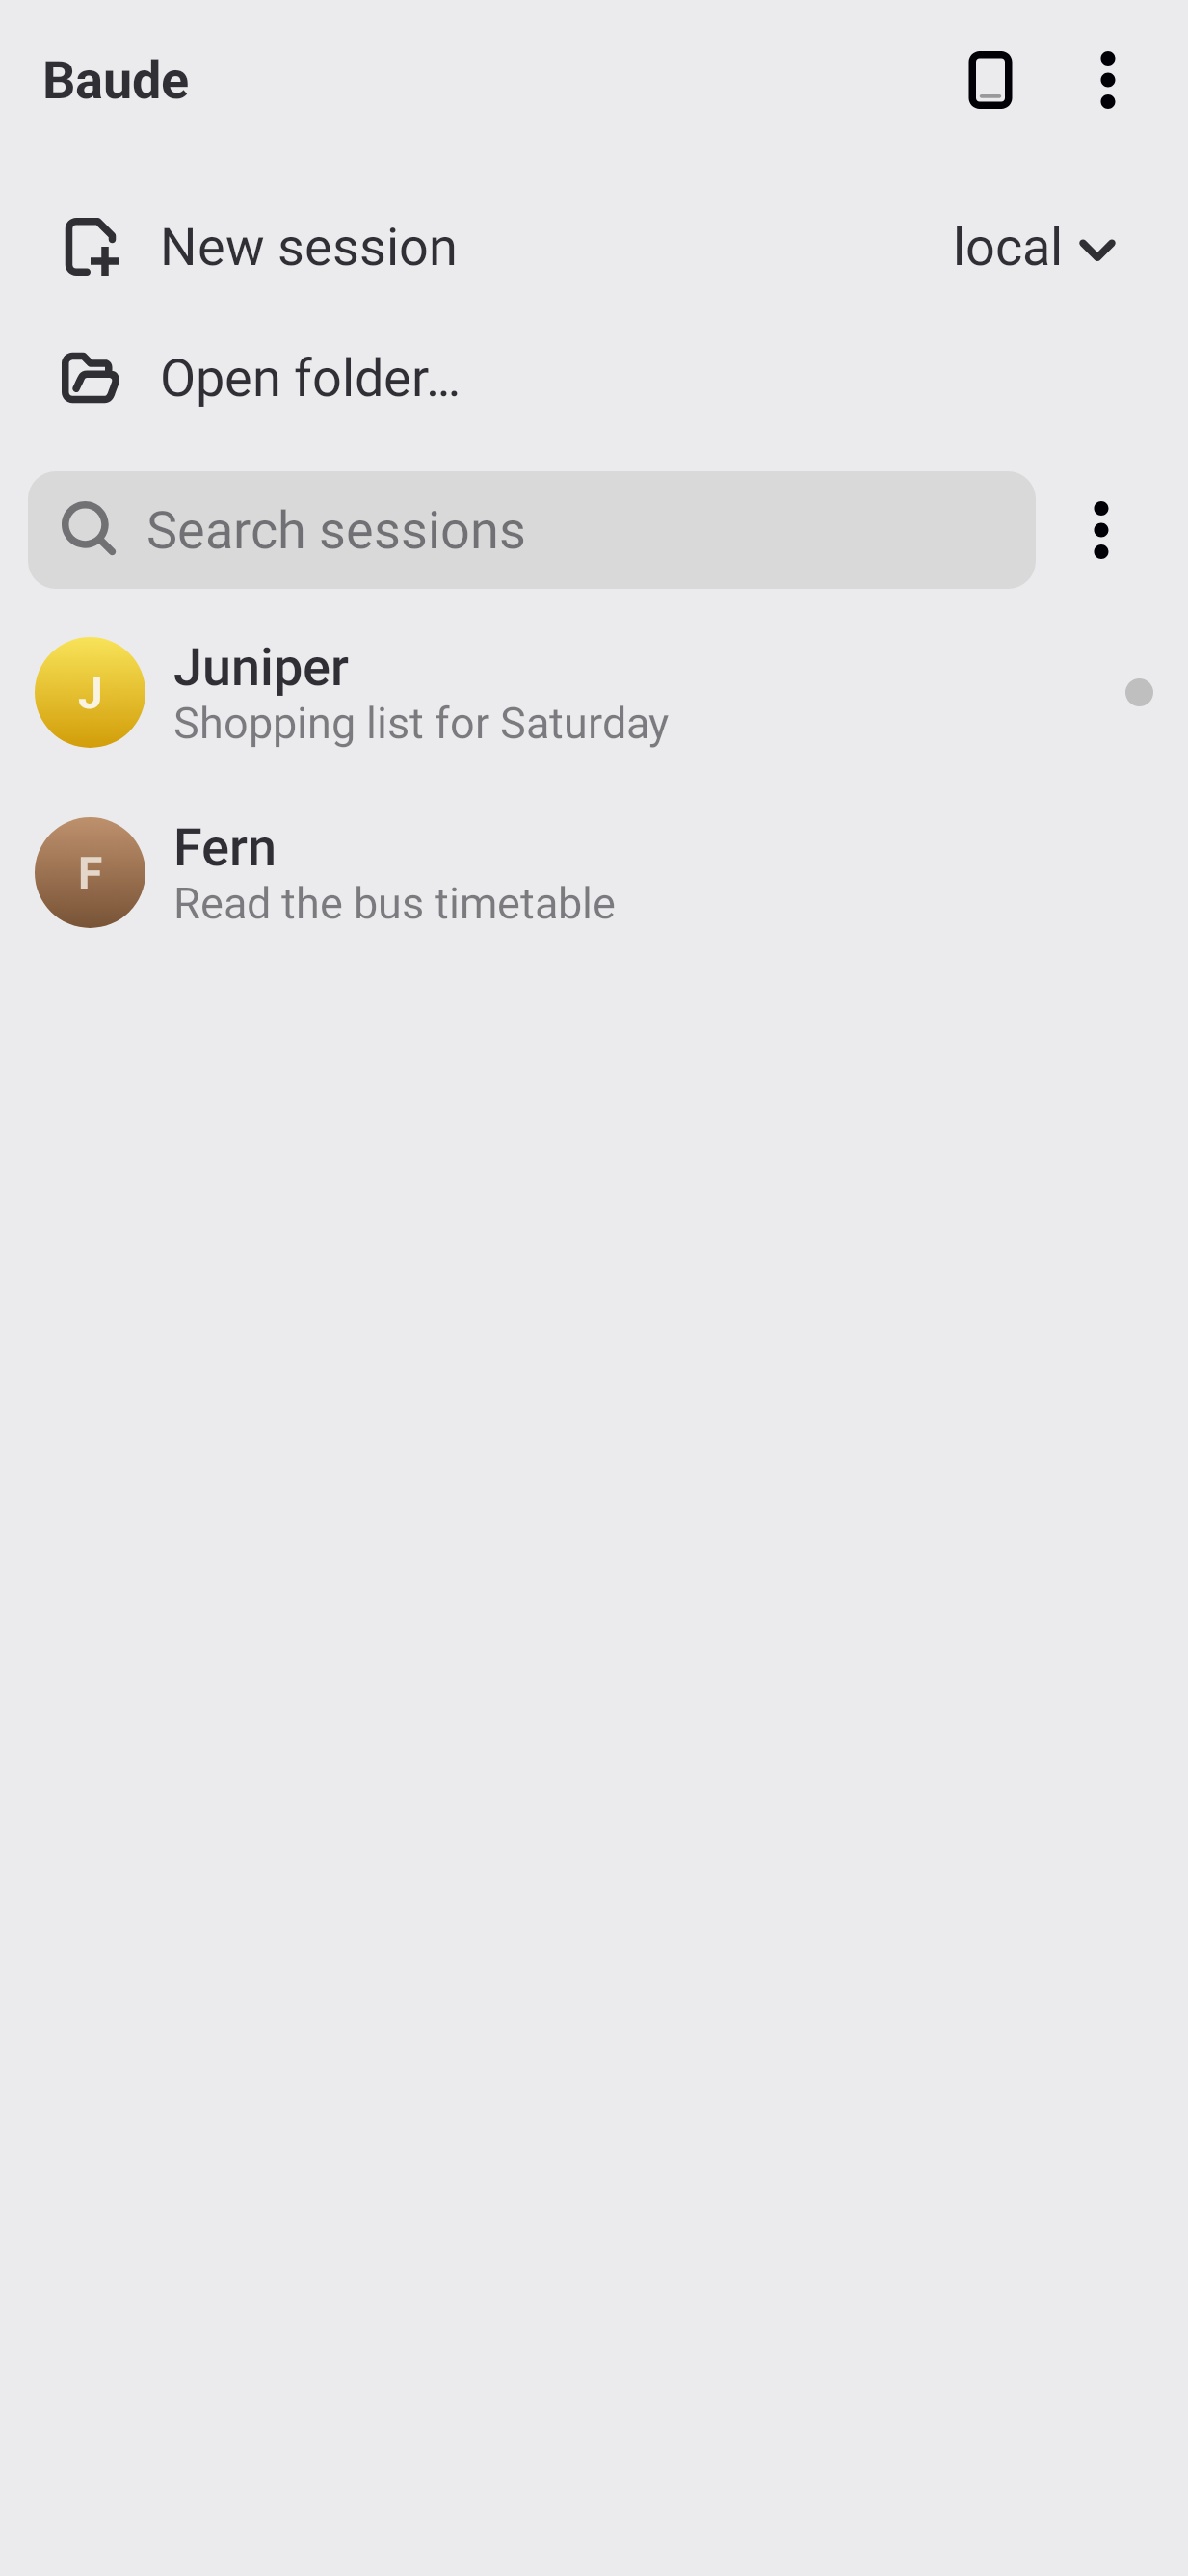 Baude
New session
local
Open folder…
Search sessions
J
Juniper
Shopping list for Saturday
F
Fern
Read the bus timetable